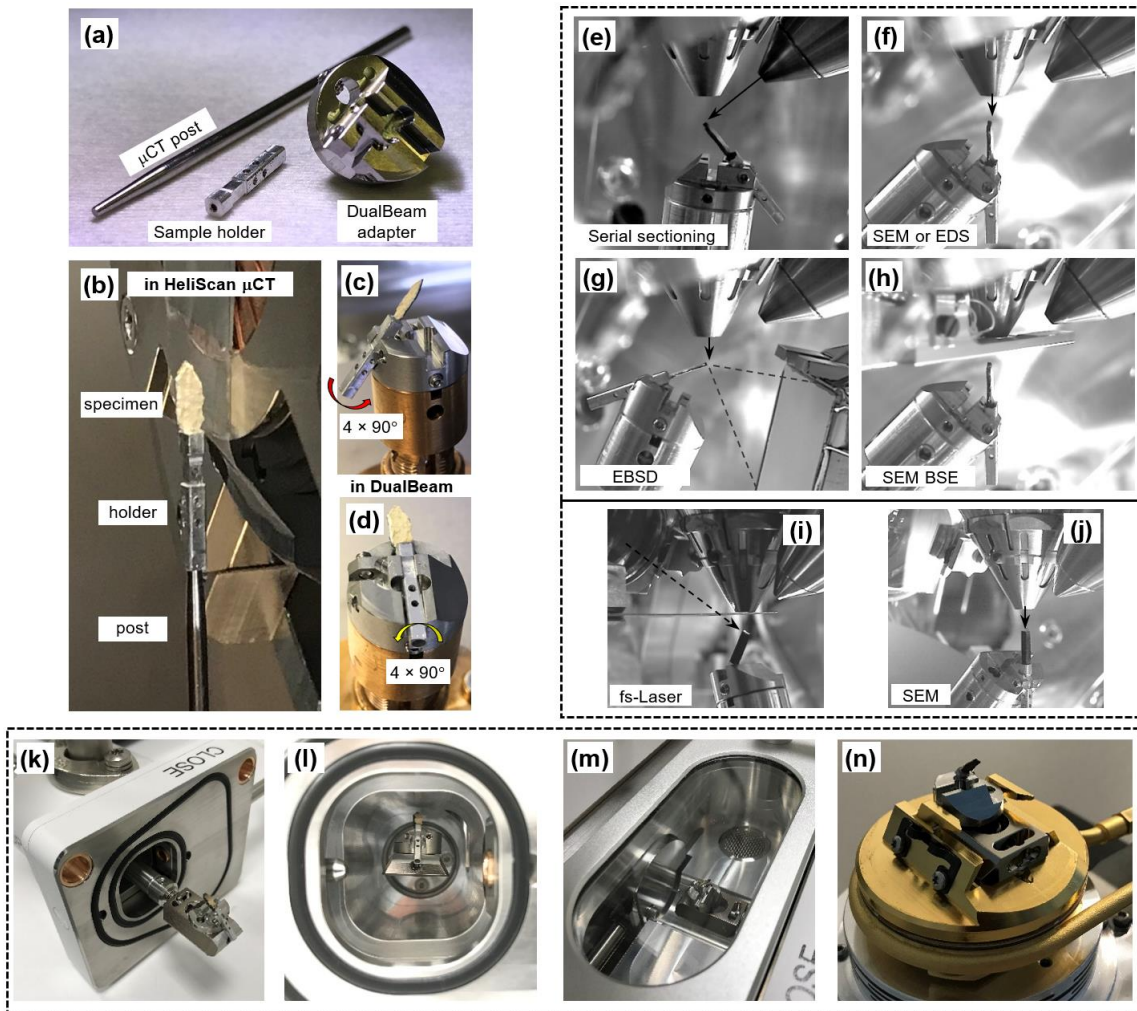 (a)
μCT post
Sample holder
DualBeam
adapter
(b)
in HeliScan μCT
specimen
holder
post
(c)
4 × 90°
in DualBeam
(d)
4 × 90°
(e)
Serial sectioning
(f)
SEM or EDS
(g)
EBSD
(h)
SEM BSE
(i)
fs-Laser
(j)
SEM
(k)
CLOSE
(l)
(m)
CLOSE
(n)